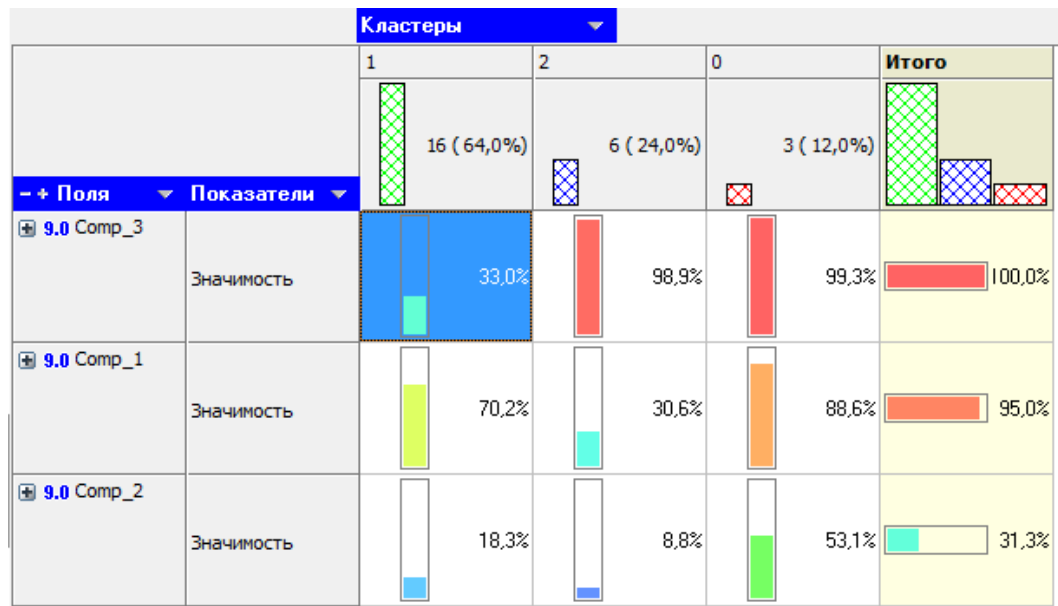 Кластеры
1 2 0 Итого
16 ( 64,0%) 6 ( 24,0%) 3 ( 12,0%)
- + Поля Показатели
9.0 Comp_3
Значимость 33,0% 98,9% 99,3% 100,0%
9.0 Comp_1
Значимость 70,2% 30,6% 88,6% 95,0%
9.0 Comp_2
Значимость 18,3% 8,8% 53,1% 31,3%